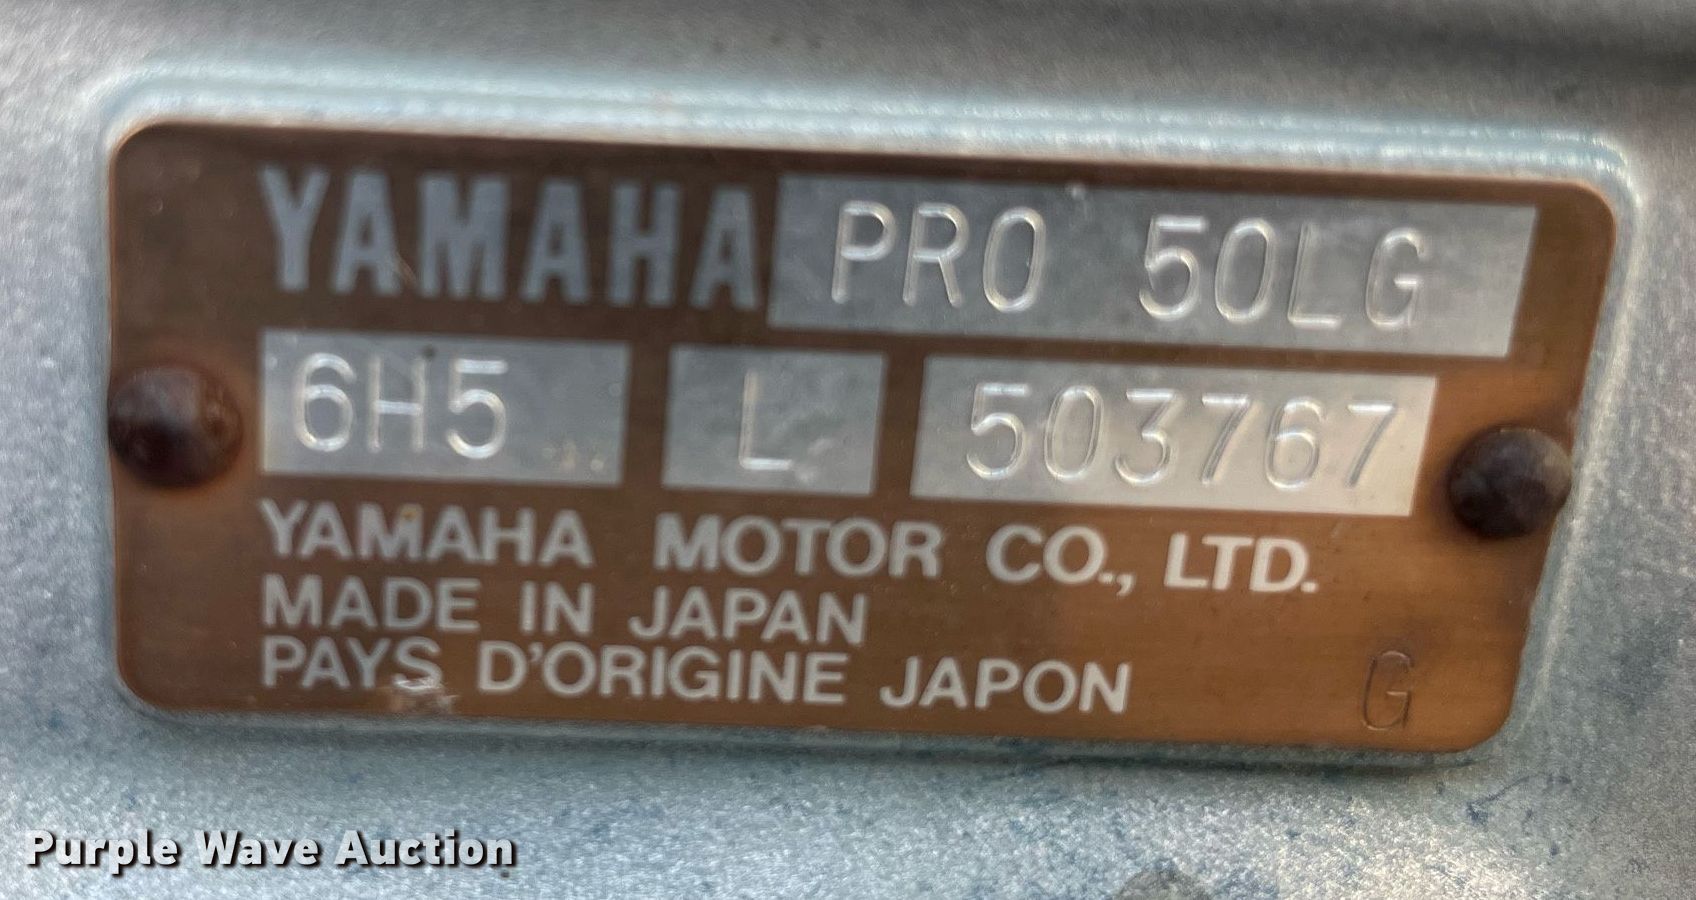 YAMAHA PRO 50LG
6H5 L 503767
YAMAHA MOTOR CO., LTD.
MADE IN JAPAN
PAYS D'ORIGINE JAPON
G
Purple Wave Auction